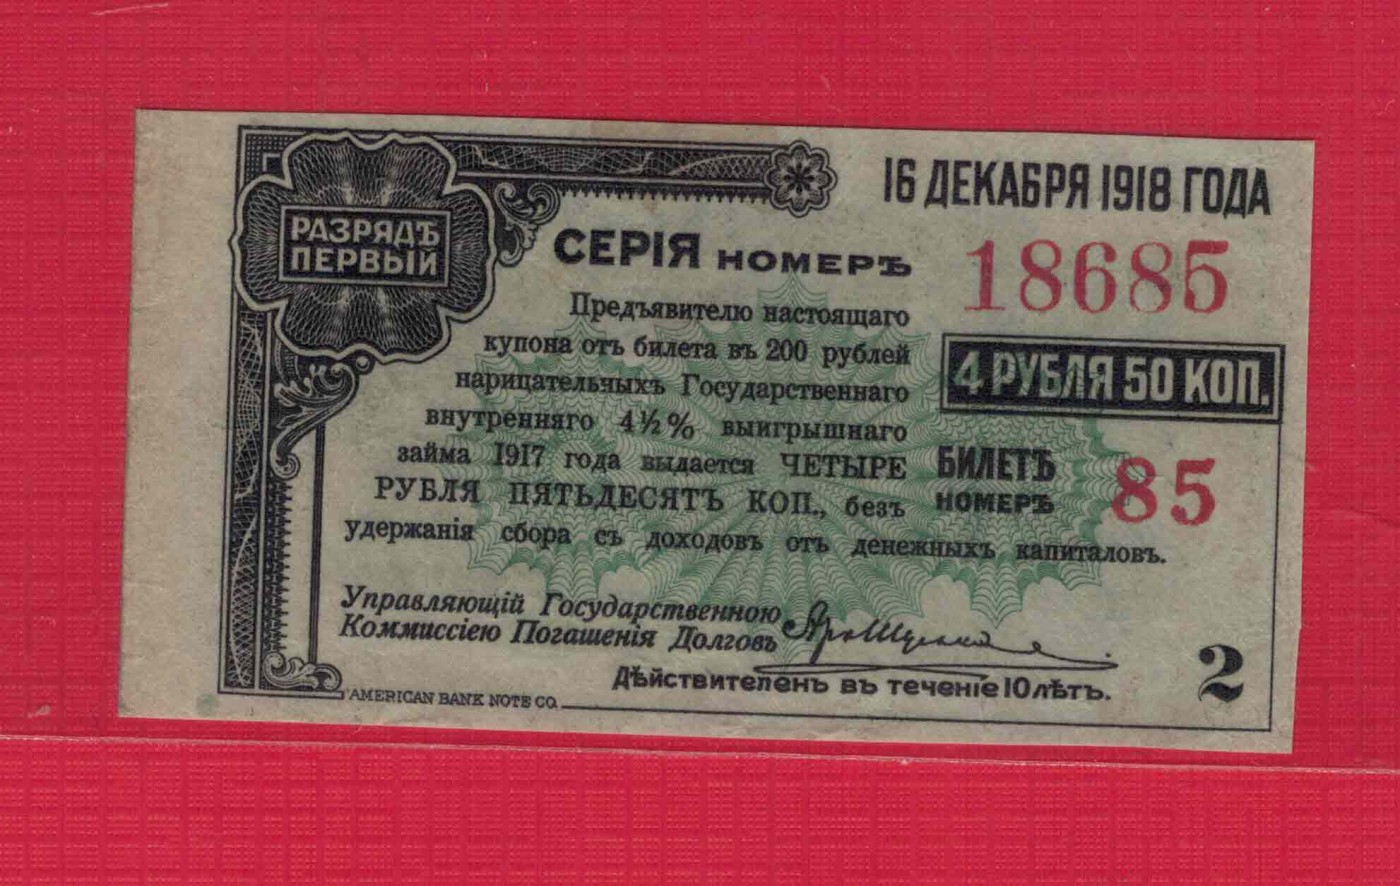 РАЗРЯДЪ
ПЕРВЫЙ
16 ДЕКАБРЯ 1918 ГОДА
СЕРІЯ НОМЕРЪ
18685
Предъявителю настоящаго
купона отъ билета въ 200 рублей
нарицательныхъ Государственнаго
внутренняго 4½% выигрышнаго
займа 1917 года выдается ЧЕТЫРЕ
РУБЛЯ ПЯТЬДЕСЯТЪ КОП., безъ
удержанія сбора съ доходовъ отъ денежныхъ капиталовъ.
4 РУБЛЯ 50 КОП.
БИЛЕТЪ
НОМЕРЪ
85
Управляющій Государственною
Коммиссіею Погашенія Долговъ
Дѣйствителенъ въ теченіе 10 лѣтъ.
2
AMERICAN BANK NOTE CO.